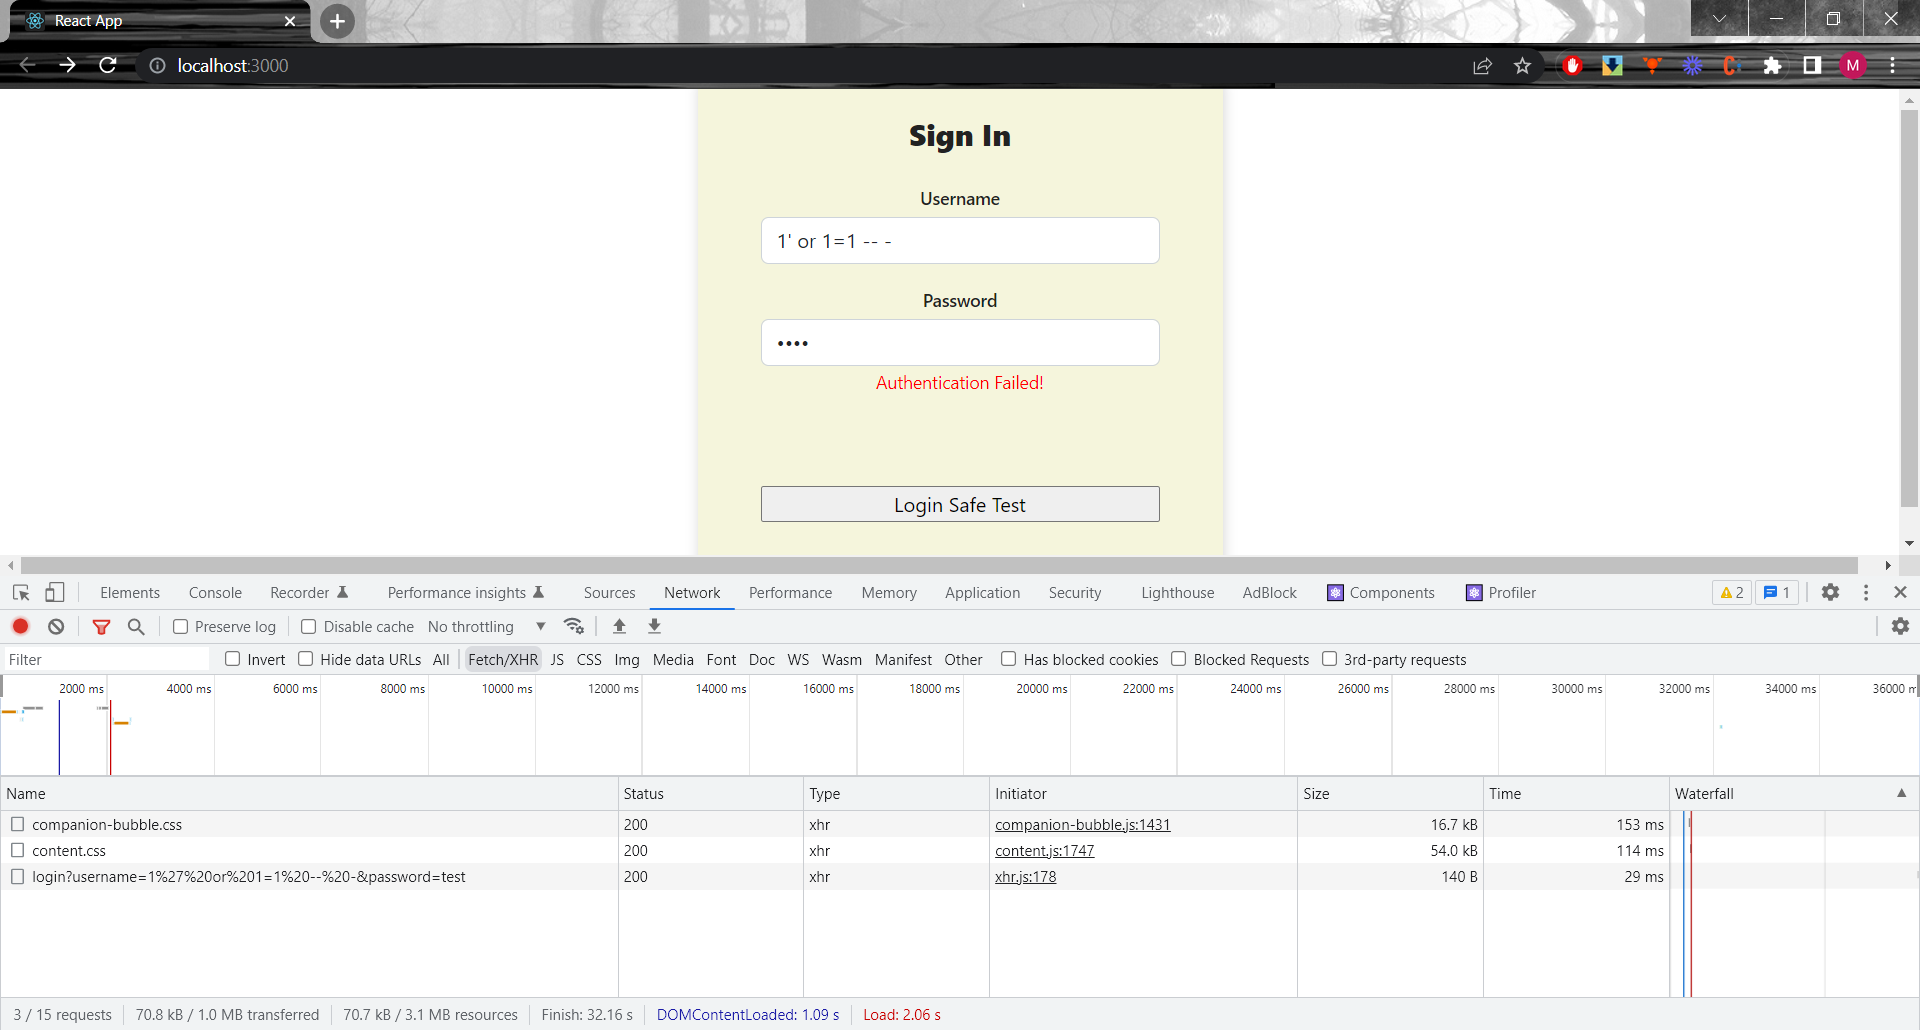 React App
localhost:3000
M
Sign In
Username
1' or 1=1 -- -
Password
••••
Authentication Failed!
Login Safe Test
Elements Console Recorder Performance insights Sources Network Performance Memory Application Security Lighthouse AdBlock Components Profiler 2 1
Preserve log Disable cache No throttling
Filter Invert Hide data URLs All Fetch/XHR JS CSS Img Media Font Doc WS Wasm Manifest Other Has blocked cookies Blocked Requests 3rd-party requests
2000 ms 4000 ms 6000 ms 8000 ms 10000 ms 12000 ms 14000 ms 16000 ms 18000 ms 20000 ms 22000 ms 24000 ms 26000 ms 28000 ms 30000 ms 32000 ms 34000 ms 36000 m
Name Status Type Initiator Size Time Waterfall
companion-bubble.css 200 xhr companion-bubble.js:1431 16.7 kB 153 ms
content.css 200 xhr content.js:1747 54.0 kB 114 ms
login?username=1%27%20or%201=1%20--%20-&password=test 200 xhr xhr.js:178 140 B 29 ms
3 / 15 requests 70.8 kB / 1.0 MB transferred 70.7 kB / 3.1 MB resources Finish: 32.16 s DOMContentLoaded: 1.09 s Load: 2.06 s